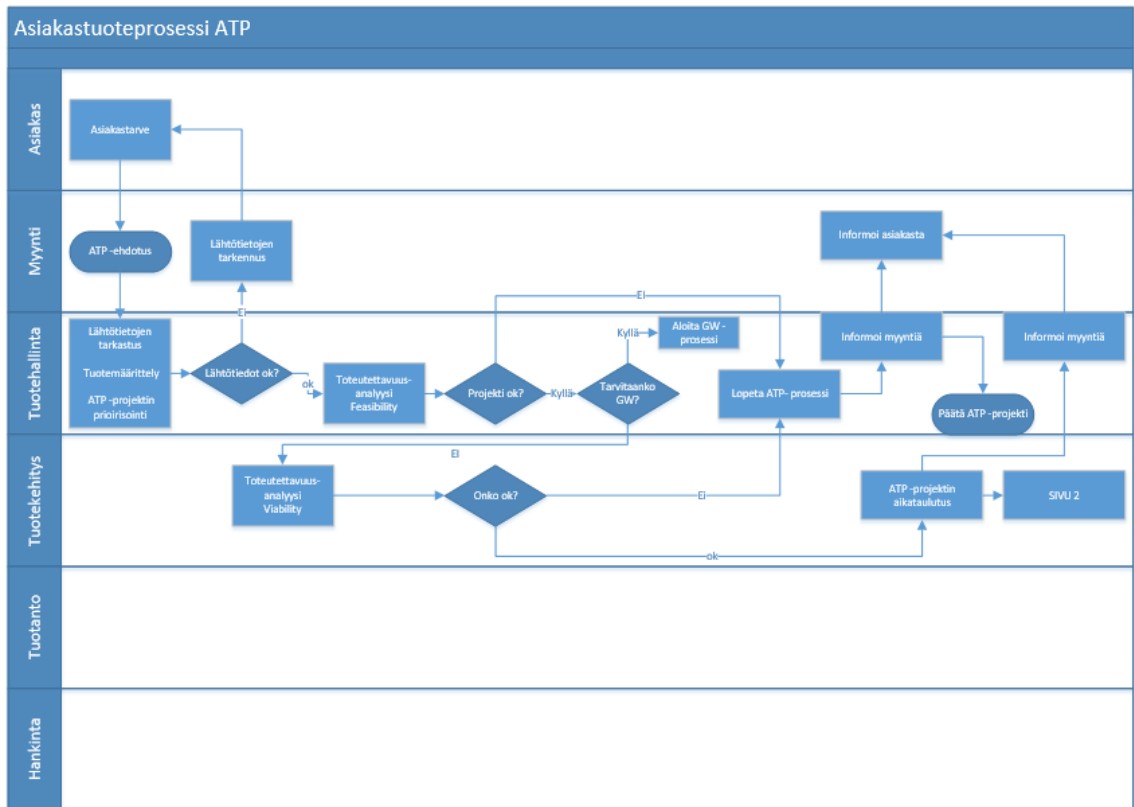 Asiakastuoteprosessi ATP
Asiakas
Asiakastarve
Myynti
ATP -ehdotus
Lähtötietojen
tarkennus
Informoi asiakasta
EI
EI
Tuotehallinta
Lähtötietojen
tarkastus
Tuotemäärittely
ATP -projektin
prioirisointi
Lähtötiedot ok?
ok
Toteutettavuus-
analyysi
Feasibility
Projekti ok?
Kyllä
Tarvitaanko
GW?
Kyllä
Aloita GW -
prosessi
Lopeta ATP- prosessi
Informoi myyntiä
Päätä ATP -projekti
Informoi myyntiä
Tuotekehitys
EI
Toteutettavuus-
analyysi
Viability
Onko ok?
Ei
ok
ATP -projektin
aikataulutus
SIVU 2
Tuotanto
Hankinta